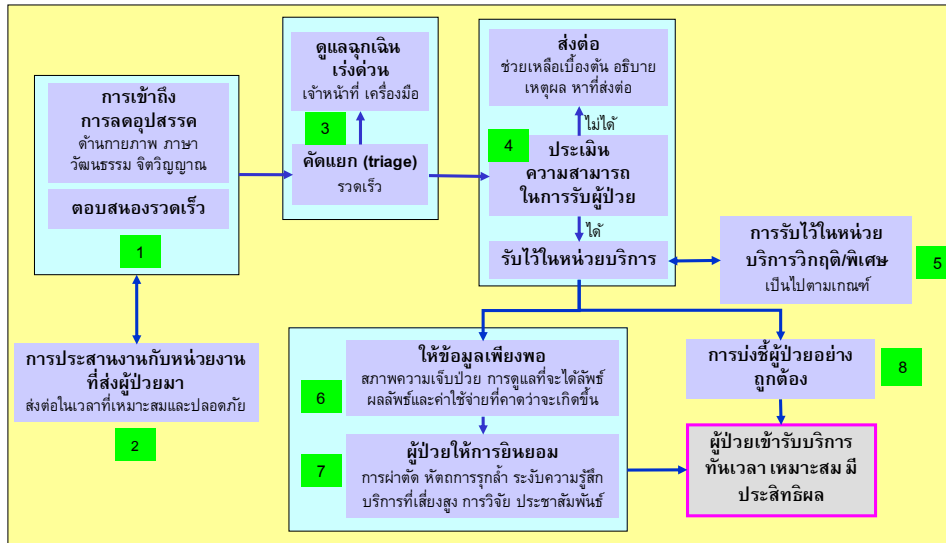 การเข้าถึง
การลดอุปสรรค
ด้านกายภาพ ภาษา
วัฒนธรรม จิตวิญญาณ
ตอบสนองรวดเร็ว
1
การประสานงานกับหน่วยงาน
ที่ส่งผู้ป่วยมา
ส่งต่อในเวลาที่เหมาะสมและปลอดภัย
2
ดูแลฉุกเฉิน
เร่งด่วน
เจ้าหน้าที่ เครื่องมือ
3
คัดแยก (triage)
รวดเร็ว
ส่งต่อ
ช่วยเหลือเบื้องต้น อธิบาย
เหตุผล หาที่ส่งต่อ
ไม่ได้
4
ประเมิน
ความสามารถ
ในการรับผู้ป่วย
ได้
รับไว้ในหน่วยบริการ
การรับไว้ในหน่วย
บริการวิกฤติ/พิเศษ
เป็นไปตามเกณฑ์
5
ให้ข้อมูลเพียงพอ
สภาพความเจ็บป่วย การดูแลที่จะได้ลัพธ์
ผลลัพธ์และค่าใช้จ่ายที่คาดว่าจะเกิดขึ้น
6
ผู้ป่วยให้การยินยอม
การผ่าตัด หัตถการรุกล้ำ ระงับความรู้สึก
บริการที่เสี่ยงสูง การวิจัย ประชาสัมพันธ์
7
การบ่งชี้ผู้ป่วยอย่าง
ถูกต้อง
8
ผู้ป่วยเข้ารับบริการ
ทันเวลา เหมาะสม มี
ประสิทธิผล